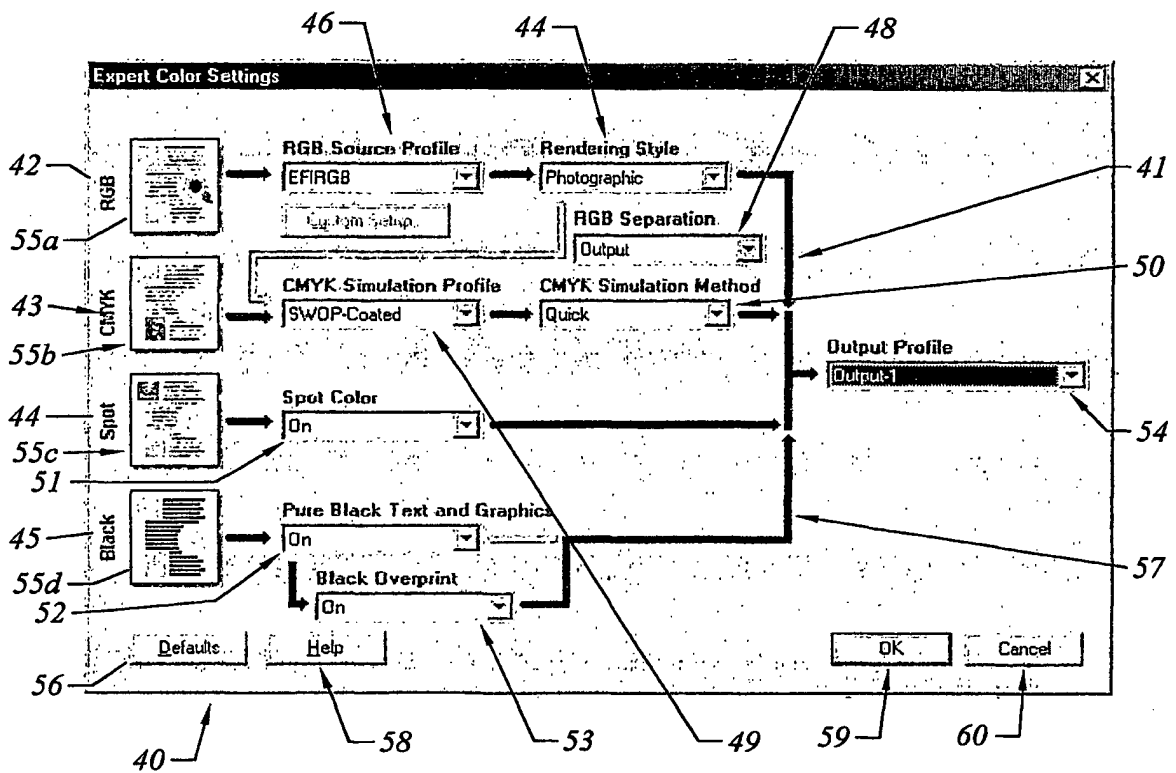 46
44
48
Expert Color Settings
42
RGB
55a
RGB Source Profile
EFIRGB
Custom Setup...
Rendering Style
Photographic
RGB Separation
Output
41
50
43
CMYK
55b
CMYK Simulation Profile
SWOP-Coated
CMYK Simulation Method
Quick
Output Profile
Output-1
54
44
Spot
55c
51
Spot Color
On
45
Black
55d
52
Pure Black Text and Graphics
On
Black Overprint
On
57
Defaults
Help
OK
Cancel
56
40
58
53
49
59
60